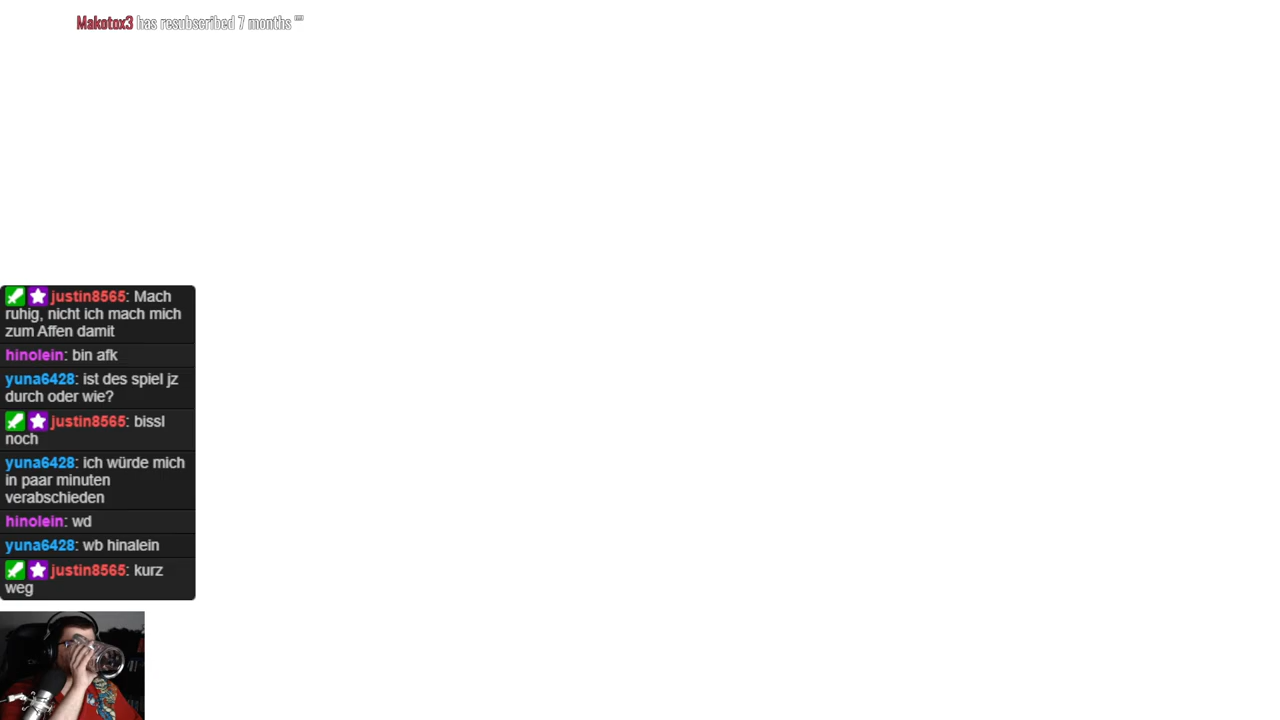 Makotox3 has resubscribed 7 months ""
justin8565: Mach
ruhig, nicht ich mach mich
zum Affen damit
hinolein: bin afk
yuna6428: ist des spiel jz
durch oder wie?
justin8565: bissl
noch
yuna6428: ich würde mich
in paar minuten
verabschieden
hinolein: wd
yuna6428: wb hinalein
justin8565: kurz
weg